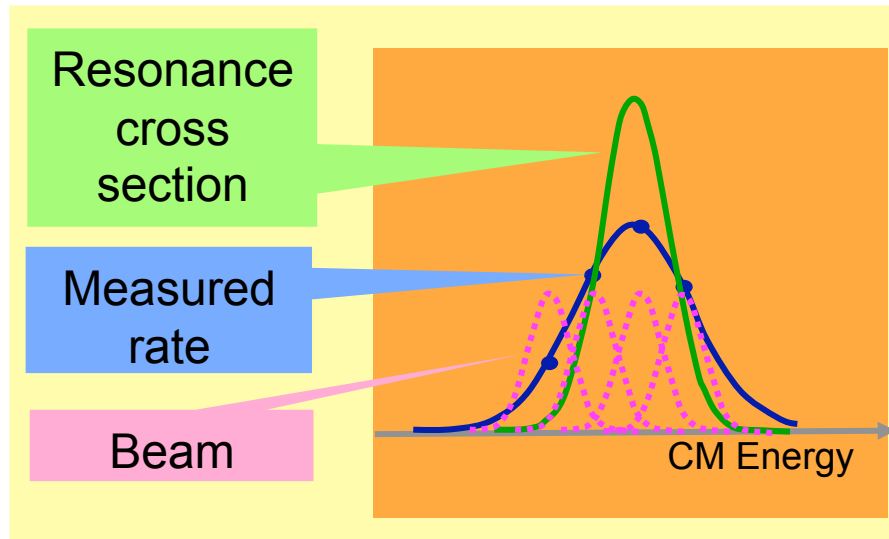 Resonance
cross
section
Measured
rate
Beam
CM Energy